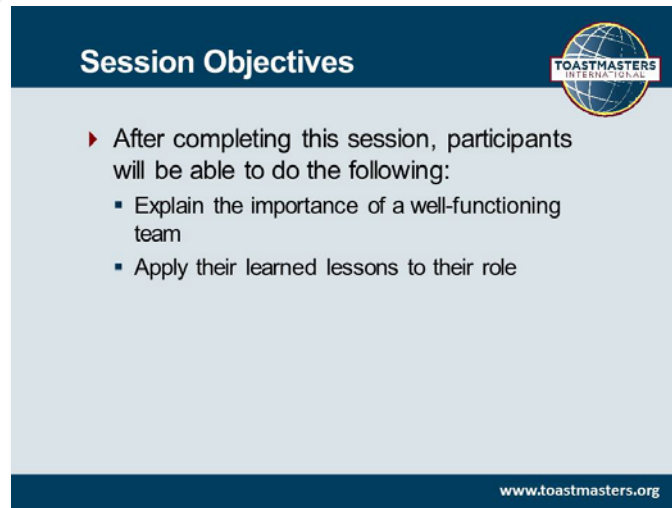 Session Objectives
TOASTMASTERS
INTERNATIONAL
After completing this session, participants
will be able to do the following:
Explain the importance of a well-functioning
team
Apply their learned lessons to their role
www.toastmasters.org